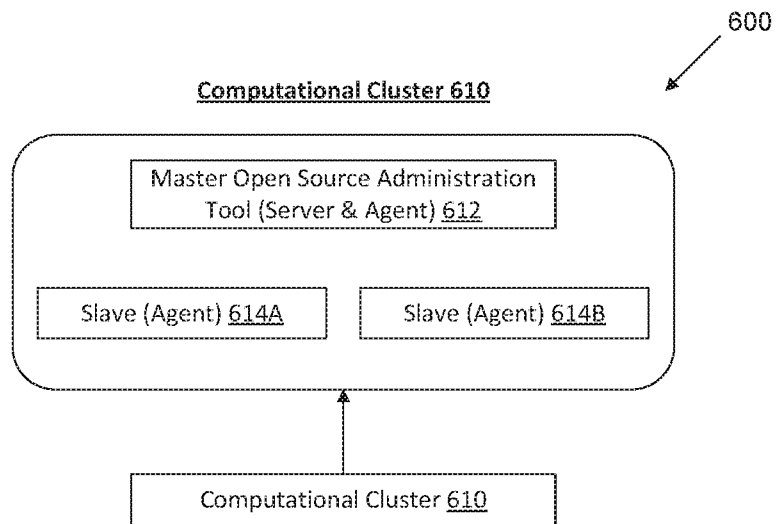 600
Computational Cluster 610
Master Open Source Administration
Tool (Server & Agent) 612
Slave (Agent) 614A
Slave (Agent) 614B
Computational Cluster 610